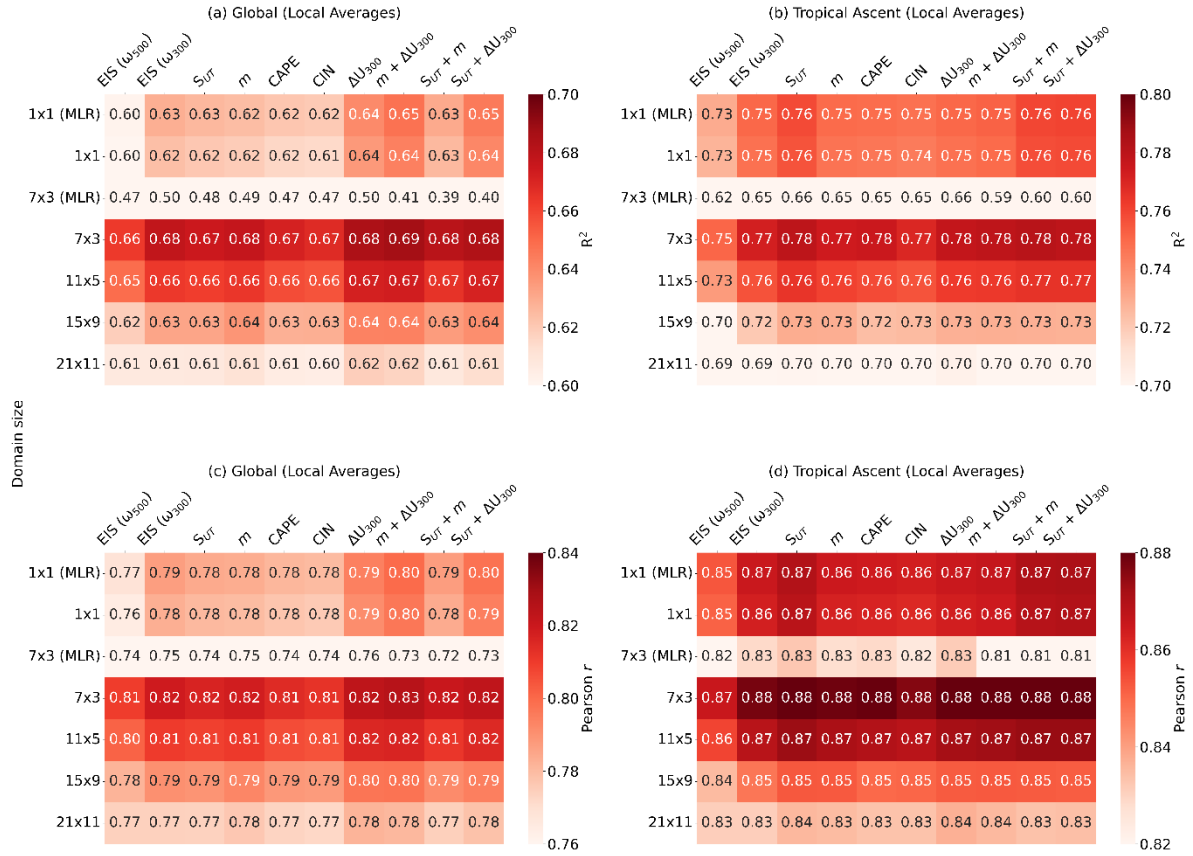 (a) Global (Local Averages)
EIS (ω500) EIS (ω300) SUT m CAPE CIN ΔU300 m + ΔU300 SUT + m SUT + ΔU300
1x1 (MLR) 0.60 0.63 0.63 0.62 0.62 0.62 0.64 0.65 0.63 0.65
1x1 0.60 0.62 0.62 0.62 0.62 0.61 0.64 0.64 0.63 0.64
7x3 (MLR) 0.47 0.50 0.48 0.49 0.47 0.47 0.50 0.41 0.39 0.40
7x3 0.66 0.68 0.67 0.68 0.67 0.67 0.68 0.69 0.68 0.68
11x5 0.65 0.66 0.66 0.66 0.66 0.66 0.67 0.67 0.67 0.67
15x9 0.62 0.63 0.63 0.64 0.63 0.63 0.64 0.64 0.63 0.64
21x11 0.61 0.61 0.61 0.61 0.61 0.60 0.62 0.62 0.61 0.61
0.70
0.68
0.66
0.64
0.62
0.60
R²
(b) Tropical Ascent (Local Averages)
EIS (ω500) EIS (ω300) SUT m CAPE CIN ΔU300 m + ΔU300 SUT + m SUT + ΔU300
1x1 (MLR) 0.73 0.75 0.76 0.75 0.75 0.75 0.75 0.75 0.76 0.76
1x1 0.73 0.75 0.76 0.75 0.75 0.74 0.75 0.75 0.76 0.76
7x3 (MLR) 0.62 0.65 0.66 0.65 0.65 0.65 0.66 0.59 0.60 0.60
7x3 0.75 0.77 0.78 0.77 0.78 0.77 0.78 0.78 0.78 0.78
11x5 0.73 0.76 0.76 0.76 0.76 0.76 0.76 0.76 0.77 0.77
15x9 0.70 0.72 0.73 0.73 0.72 0.73 0.73 0.73 0.73 0.73
21x11 0.69 0.69 0.70 0.70 0.70 0.70 0.70 0.70 0.70 0.70
0.80
0.78
0.76
0.74
0.72
0.70
R²
Domain size
(c) Global (Local Averages)
EIS (ω500) EIS (ω300) SUT m CAPE CIN ΔU300 m + ΔU300 SUT + m SUT + ΔU300
1x1 (MLR) 0.77 0.79 0.78 0.78 0.78 0.78 0.79 0.80 0.79 0.80
1x1 0.76 0.78 0.78 0.78 0.78 0.78 0.79 0.80 0.78 0.79
7x3 (MLR) 0.74 0.75 0.74 0.75 0.74 0.74 0.76 0.73 0.72 0.73
7x3 0.81 0.82 0.82 0.82 0.81 0.81 0.82 0.83 0.82 0.82
11x5 0.80 0.81 0.81 0.81 0.81 0.81 0.82 0.82 0.81 0.82
15x9 0.78 0.79 0.79 0.79 0.79 0.79 0.80 0.80 0.79 0.79
21x11 0.77 0.77 0.77 0.78 0.77 0.77 0.78 0.78 0.77 0.78
0.84
0.82
0.80
0.78
0.76
Pearson r
(d) Tropical Ascent (Local Averages)
EIS (ω500) EIS (ω300) SUT m CAPE CIN ΔU300 m + ΔU300 SUT + m SUT + ΔU300
1x1 (MLR) 0.85 0.87 0.87 0.86 0.86 0.86 0.87 0.87 0.87 0.87
1x1 0.85 0.86 0.87 0.86 0.86 0.86 0.86 0.86 0.87 0.87
7x3 (MLR) 0.82 0.83 0.83 0.83 0.83 0.82 0.83 0.81 0.81 0.81
7x3 0.87 0.88 0.88 0.88 0.88 0.88 0.88 0.88 0.88 0.88
11x5 0.86 0.87 0.87 0.87 0.87 0.87 0.87 0.87 0.87 0.87
15x9 0.84 0.85 0.85 0.85 0.85 0.85 0.85 0.85 0.85 0.85
21x11 0.83 0.83 0.84 0.83 0.83 0.83 0.84 0.84 0.83 0.83
0.88
0.86
0.84
0.82
Pearson r